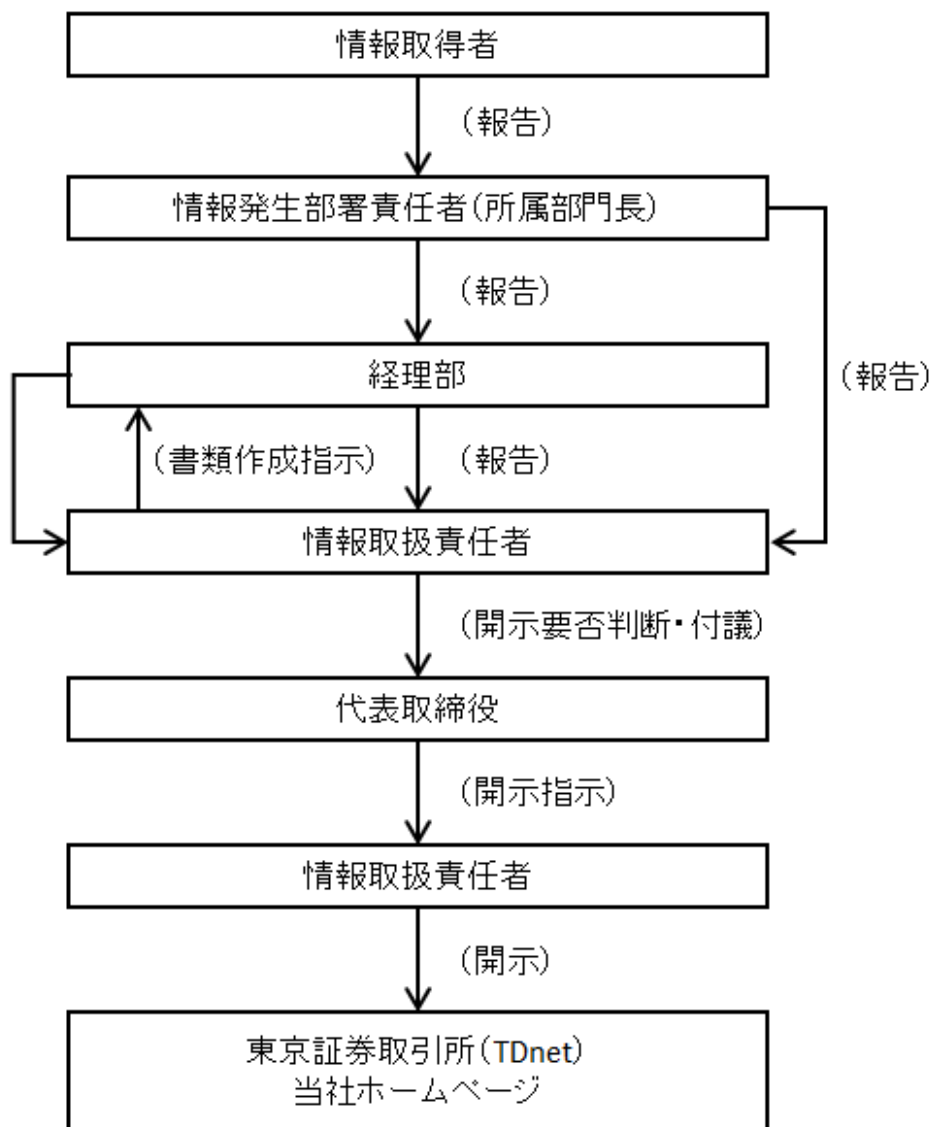 情報取得者
（報告）
情報発生部署責任者（所属部門長）
（報告）
経理部
（報告）
（書類作成指示）
（報告）
情報取扱責任者
（開示要否判断・付議）
代表取締役
（開示指示）
情報取扱責任者
（開示）
東京証券取引所（TDnet）
当社ホームページ